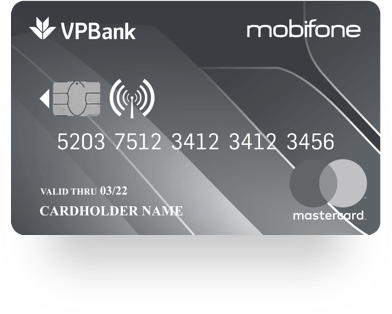 VPBank
mobifone
5203 7512 3412 3412 3456
VALID THRU 03/22
CARDHOLDER NAME
mastercard.